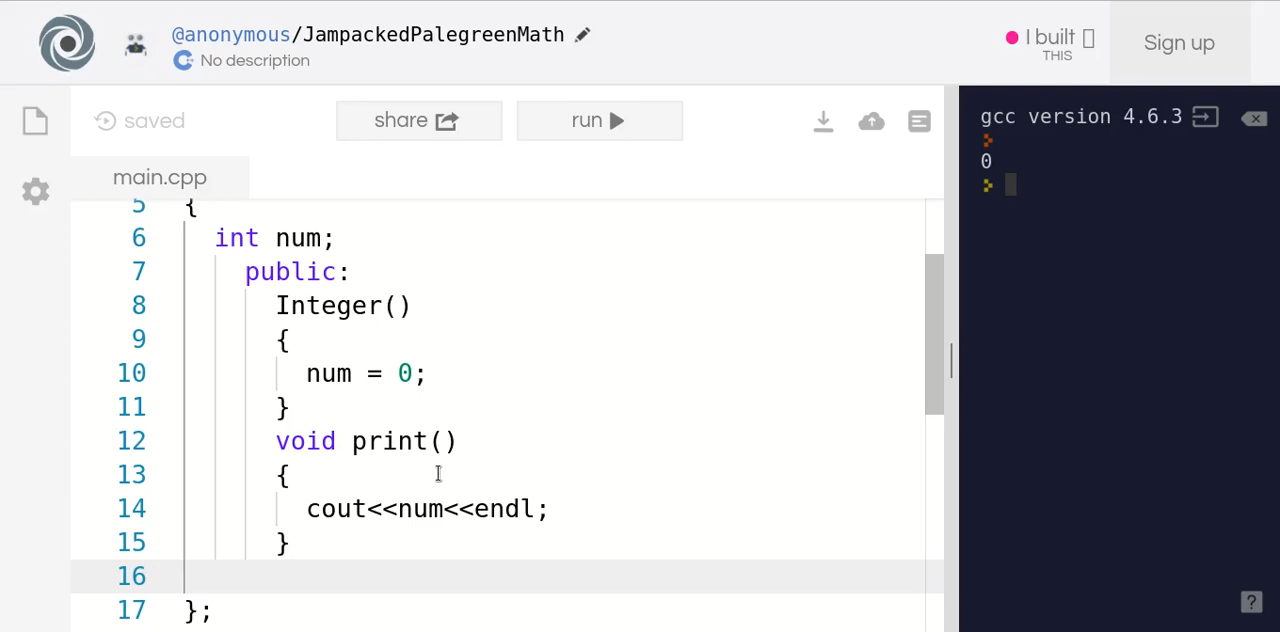 @anonymous/JampackedPalegreenMath
No description
I built
THIS
Sign up
saved
share
run
main.cpp
gcc version 4.6.3
0
5 {
6 int num;
7 public:
8 Integer()
9 {
10 num = 0;
11 }
12 void print()
13 {
14 cout<<num<<endl;
15 }
16
17 };
?